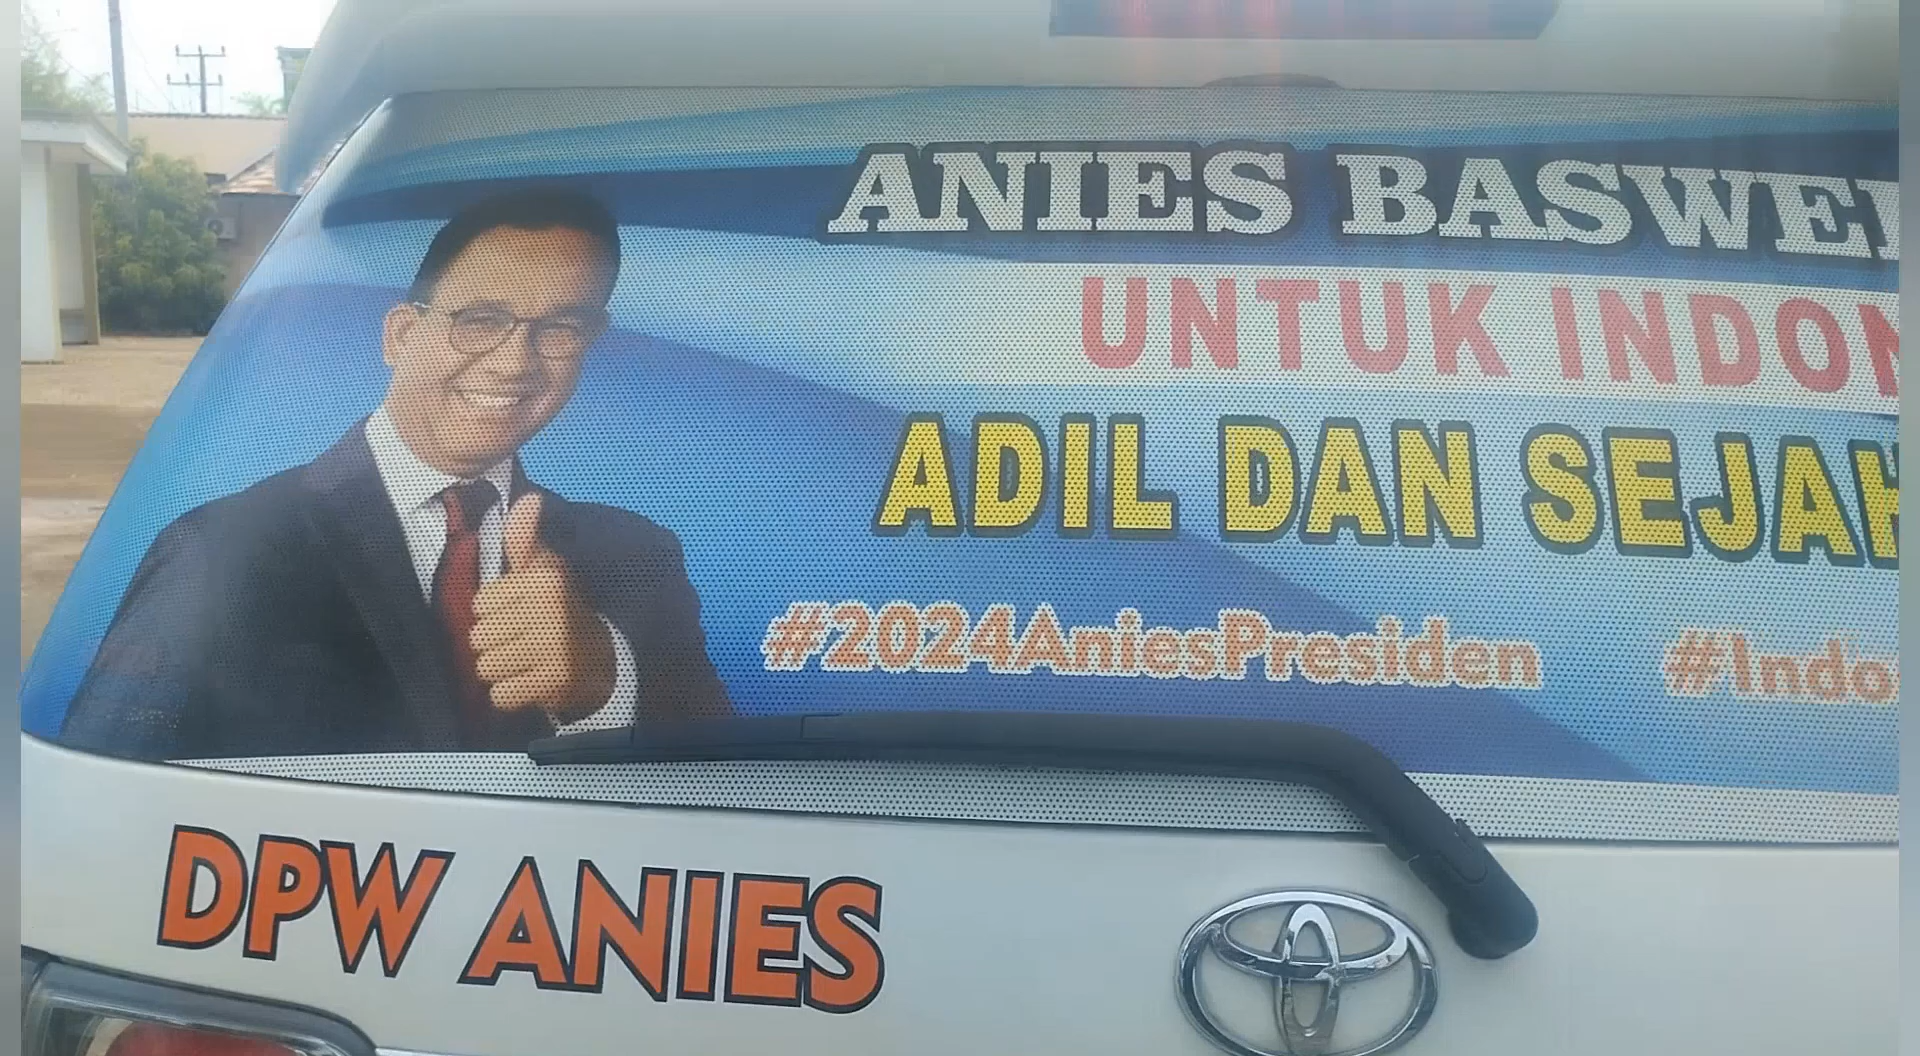 ANIES BASWE
UNTUK INDON
ADIL DAN SEJAH
#2024AniesPresiden #Indo
DPW ANIES